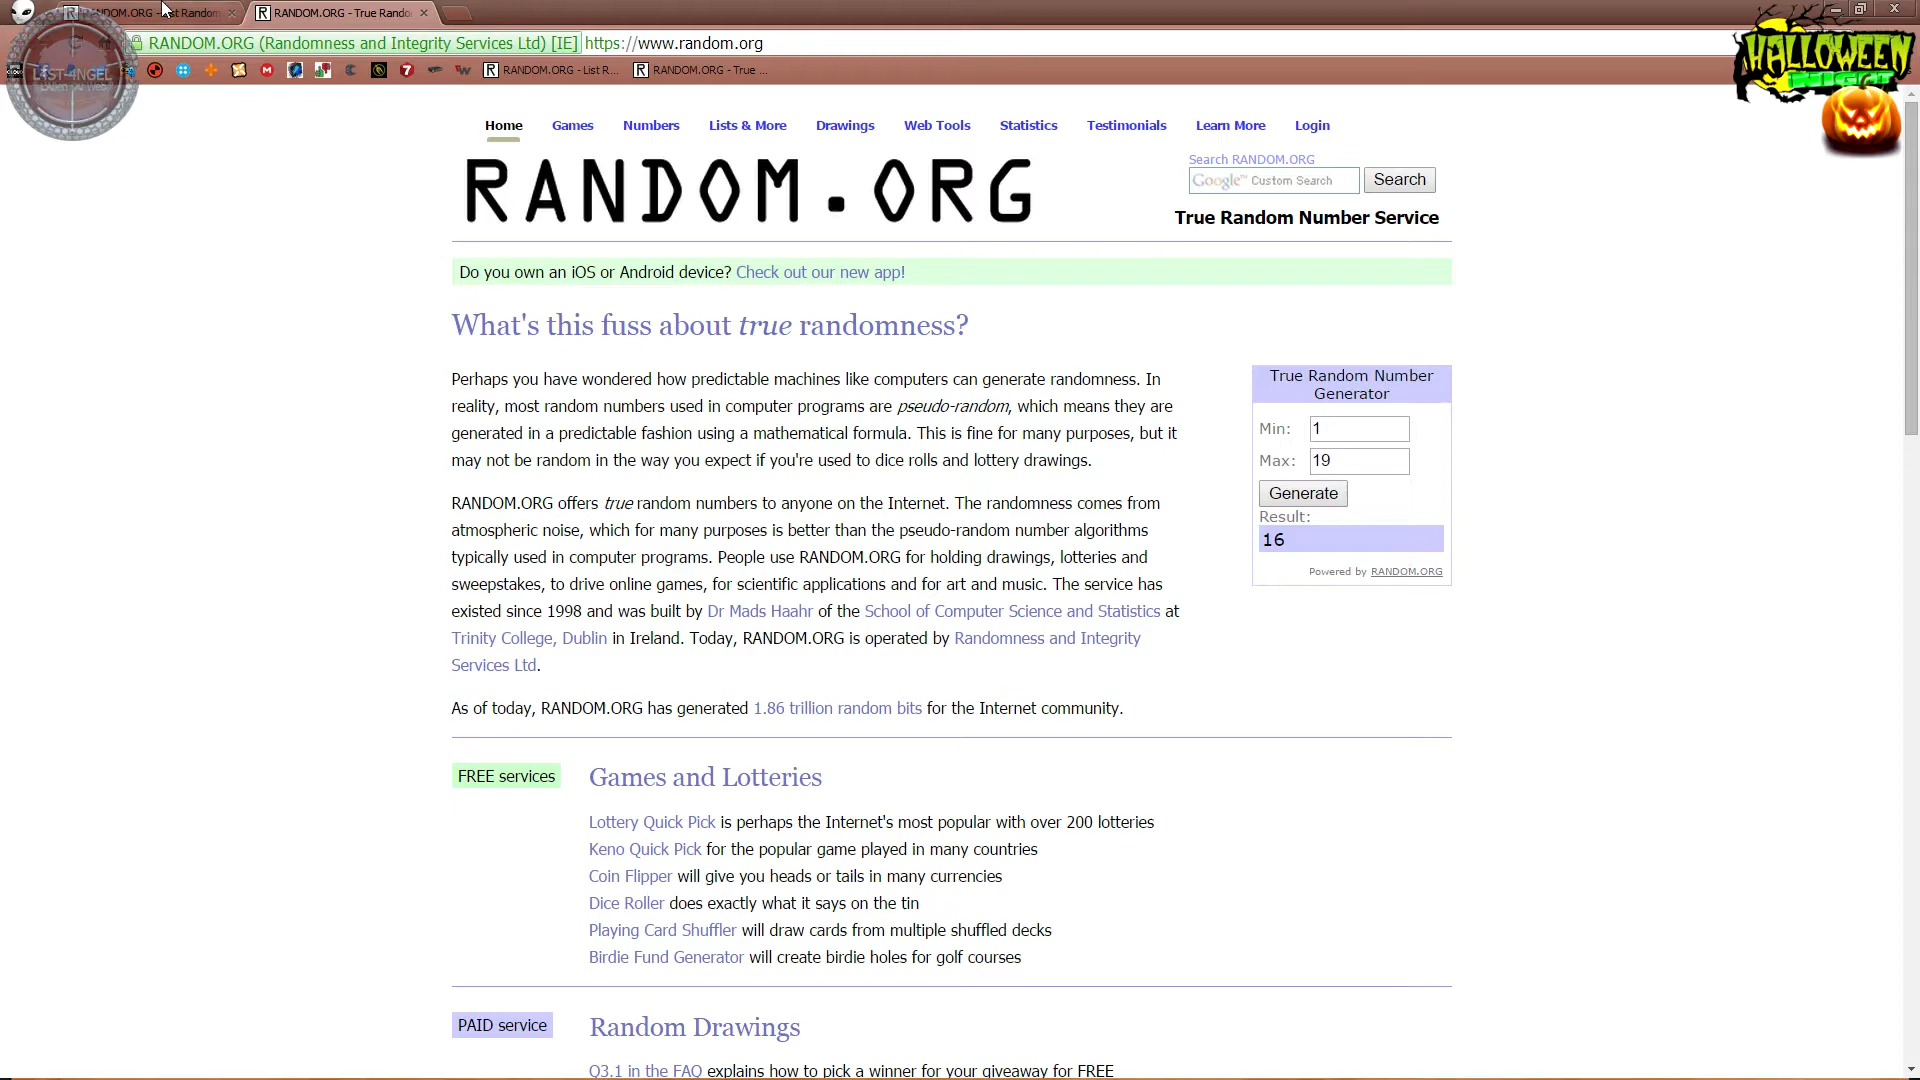 RANDOM.ORG - List Random
RANDOM.ORG - True Rando
RANDOM.ORG (Randomness and Integrity Services Ltd) [IE] https://www.random.org
RANDOM.ORG - List R...
RANDOM.ORG - True ...
HALLOWEEN
NIGHT
Home Games Numbers Lists & More Drawings Web Tools Statistics Testimonials Learn More Login
RANDOM.ORG
Search RANDOM.ORG
Google™ Custom Search
Search
True Random Number Service
Do you own an iOS or Android device? Check out our new app!
What's this fuss about true randomness?
Perhaps you have wondered how predictable machines like computers can generate randomness. In
reality, most random numbers used in computer programs are pseudo-random, which means they are
generated in a predictable fashion using a mathematical formula. This is fine for many purposes, but it
may not be random in the way you expect if you're used to dice rolls and lottery drawings.
RANDOM.ORG offers true random numbers to anyone on the Internet. The randomness comes from
atmospheric noise, which for many purposes is better than the pseudo-random number algorithms
typically used in computer programs. People use RANDOM.ORG for holding drawings, lotteries and
sweepstakes, to drive online games, for scientific applications and for art and music. The service has
existed since 1998 and was built by Dr Mads Haahr of the School of Computer Science and Statistics at
Trinity College, Dublin in Ireland. Today, RANDOM.ORG is operated by Randomness and Integrity
Services Ltd.
As of today, RANDOM.ORG has generated 1.86 trillion random bits for the Internet community.
True Random Number
Generator
Min: 1
Max: 19
Generate
Result:
16
Powered by RANDOM.ORG
FREE services
Games and Lotteries
Lottery Quick Pick is perhaps the Internet's most popular with over 200 lotteries
Keno Quick Pick for the popular game played in many countries
Coin Flipper will give you heads or tails in many currencies
Dice Roller does exactly what it says on the tin
Playing Card Shuffler will draw cards from multiple shuffled decks
Birdie Fund Generator will create birdie holes for golf courses
PAID service
Random Drawings
Q3.1 in the FAQ explains how to pick a winner for your giveaway for FREE